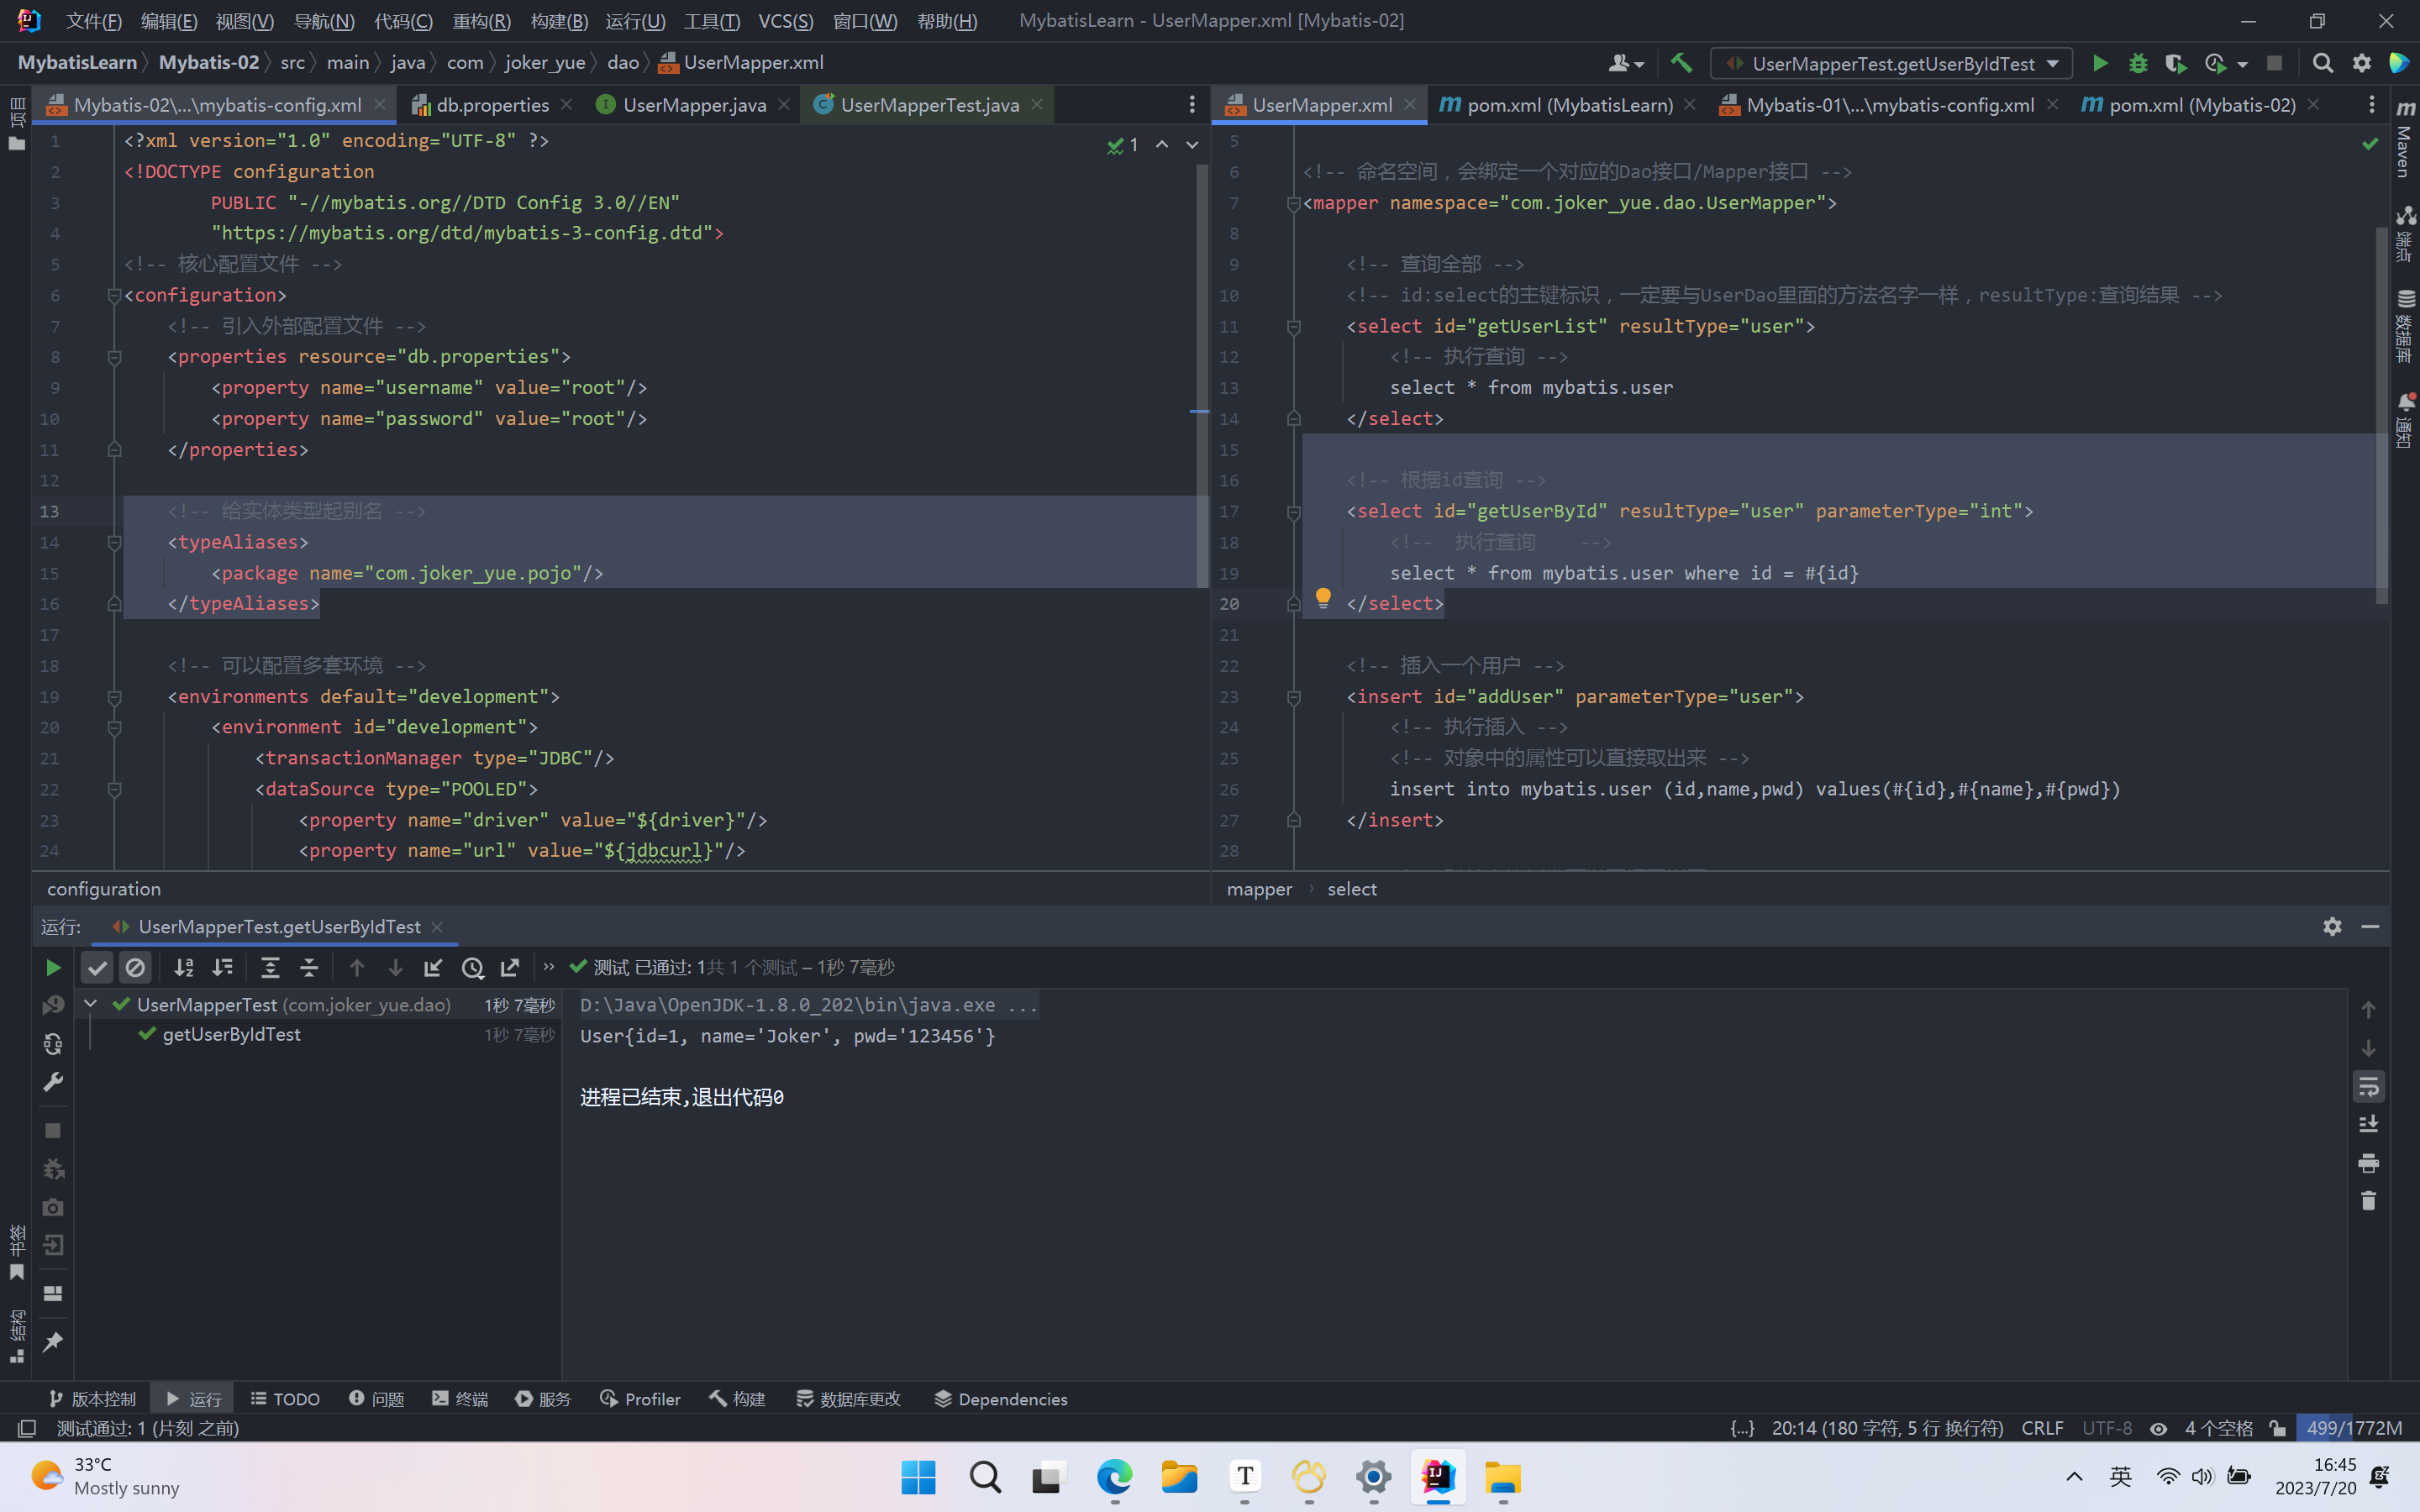 文件(F) 编辑(E) 视图(V) 导航(N) 代码(C) 重构(R) 构建(B) 运行(U) 工具(T) VCS(S) 窗口(W) 帮助(H) MybatisLearn - UserMapper.xml [Mybatis-02]
MybatisLearn Mybatis-02 src main java com joker_yue dao UserMapper.xml
UserMapperTest.getUserByIdTest
项目
Mybatis-02\...\mybatis-config.xml db.properties UserMapper.java UserMapperTest.java
1
1 <?xml version="1.0" encoding="UTF-8" ?>
2 <!DOCTYPE configuration
3 PUBLIC "-//mybatis.org//DTD Config 3.0//EN"
4 "https://mybatis.org/dtd/mybatis-3-config.dtd">
5 <!-- 核心配置文件 -->
6 <configuration>
7 <!-- 引入外部配置文件 -->
8 <properties resource="db.properties">
9 <property name="username" value="root"/>
10 <property name="password" value="root"/>
11 </properties>
12
13 <!-- 给实体类型起别名 -->
14 <typeAliases>
15 <package name="com.joker_yue.pojo"/>
16 </typeAliases>
17
18 <!-- 可以配置多套环境 -->
19 <environments default="development">
20 <environment id="development">
21 <transactionManager type="JDBC"/>
22 <dataSource type="POOLED">
23 <property name="driver" value="${driver}"/>
24 <property name="url" value="${jdbcurl}"/>
configuration
UserMapper.xml pom.xml (MybatisLearn) Mybatis-01\...\mybatis-config.xml pom.xml (Mybatis-02)
5
6 <!-- 命名空间，会绑定一个对应的Dao接口/Mapper接口 -->
7 <mapper namespace="com.joker_yue.dao.UserMapper">
8
9 <!-- 查询全部 -->
10 <!-- id:select的主键标识，一定要与UserDao里面的方法名字一样，resultType:查询结果 -->
11 <select id="getUserList" resultType="user">
12 <!-- 执行查询 -->
13 select * from mybatis.user
14 </select>
15
16 <!-- 根据id查询 -->
17 <select id="getUserById" resultType="user" parameterType="int">
18 <!-- 执行查询 -->
19 select * from mybatis.user where id = #{id}
20 </select>
21
22 <!-- 插入一个用户 -->
23 <insert id="addUser" parameterType="user">
24 <!-- 执行插入 -->
25 <!-- 对象中的属性可以直接取出来 -->
26 insert into mybatis.user (id,name,pwd) values(#{id},#{name},#{pwd})
27 </insert>
28
mapper select
Maven
端点
数据库
通知
运行: UserMapperTest.getUserByIdTest
测试 已通过: 1共 1 个测试 – 1秒 7毫秒
UserMapperTest (com.joker_yue.dao) 1秒 7毫秒
getUserByIdTest 1秒 7毫秒
D:\Java\OpenJDK-1.8.0_202\bin\java.exe ...
User{id=1, name='Joker', pwd='123456'}
进程已结束,退出代码0
书签
结构
版本控制 运行 TODO 问题 终端 服务 Profiler 构建 数据库更改 Dependencies
测试通过: 1 (片刻 之前) {...} 20:14 (180 字符, 5 行 换行符) CRLF UTF-8 4 个空格 499/1772M
33°C
Mostly sunny
英
16:45
2023/7/20